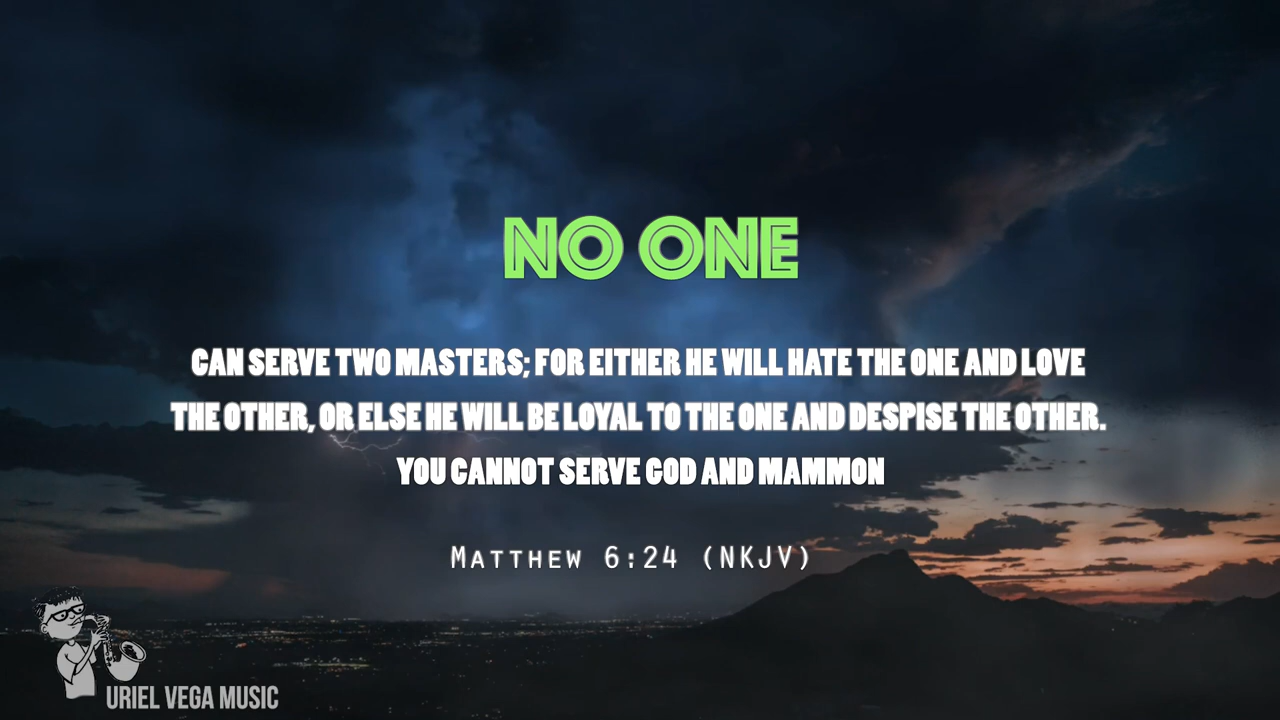 NO ONE
CAN SERVE TWO MASTERS; FOR EITHER HE WILL HATE THE ONE AND LOVE
THE OTHER, OR ELSE HE WILL BE LOYAL TO THE ONE AND DESPISE THE OTHER.
YOU CANNOT SERVE GOD AND MAMMON
MATTHEW 6:24 (NKJV)
URIEL VEGA MUSIC